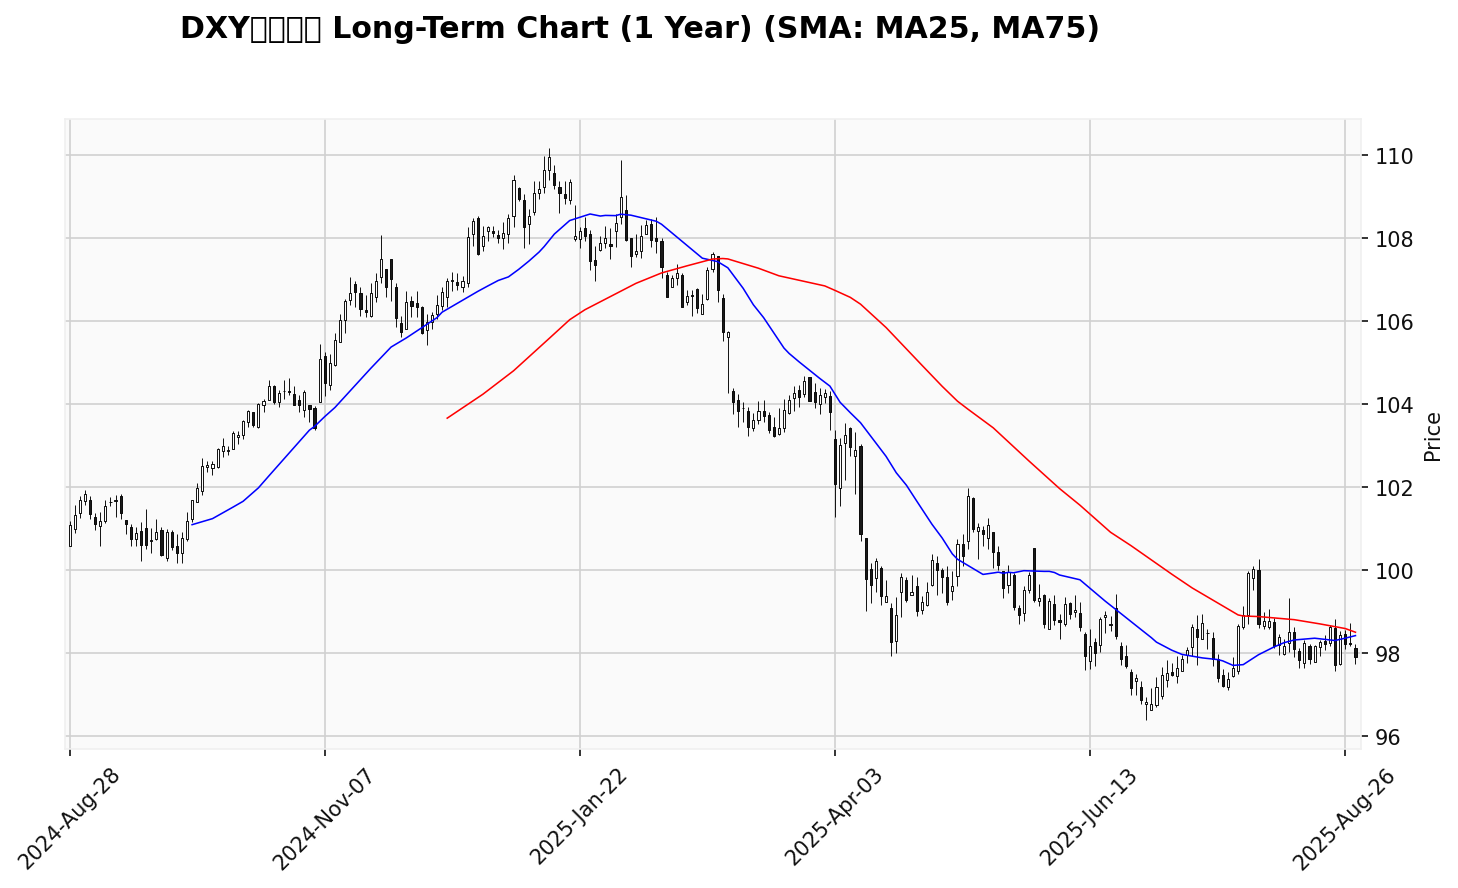 DXY Long-Term Chart (1 Year) (SMA: MA25, MA75)
110
108
106
104
102
100
98
96
Price
2024-Aug-28
2024-Nov-07
2025-Jan-22
2025-Apr-03
2025-Jun-13
2025-Aug-26